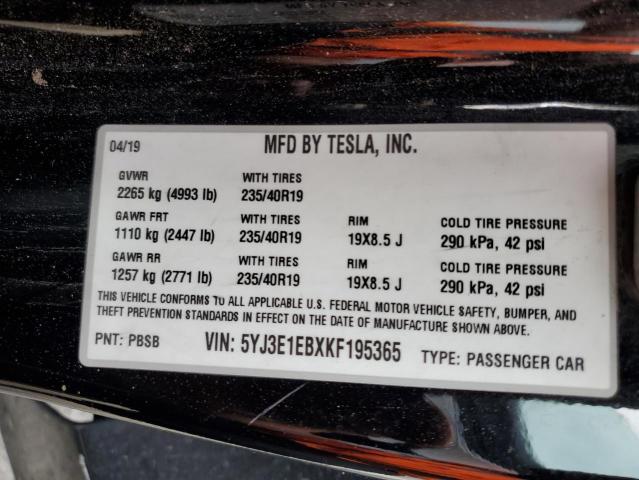 04/19 MFD BY TESLA, INC.
GVWR WITH TIRES
2265 kg (4993 lb) 235/40R19
GAWR FRT WITH TIRES RIM COLD TIRE PRESSURE
1110 kg (2447 lb) 235/40R19 19X8.5 J 290 kPa, 42 psi
GAWR RR WITH TIRES RIM COLD TIRE PRESSURE
1257 kg (2771 lb) 235/40R19 19X8.5 J 290 kPa, 42 psi
THIS VEHICLE CONFORMS TO ALL APPLICABLE U.S. FEDERAL MOTOR VEHICLE SAFETY, BUMPER, AND
THEFT PREVENTION STANDARDS IN EFFECT ON THE DATE OF MANUFACTURE SHOWN ABOVE.
PNT: PBSB VIN: 5YJ3E1EBXKF195365 TYPE: PASSENGER CAR